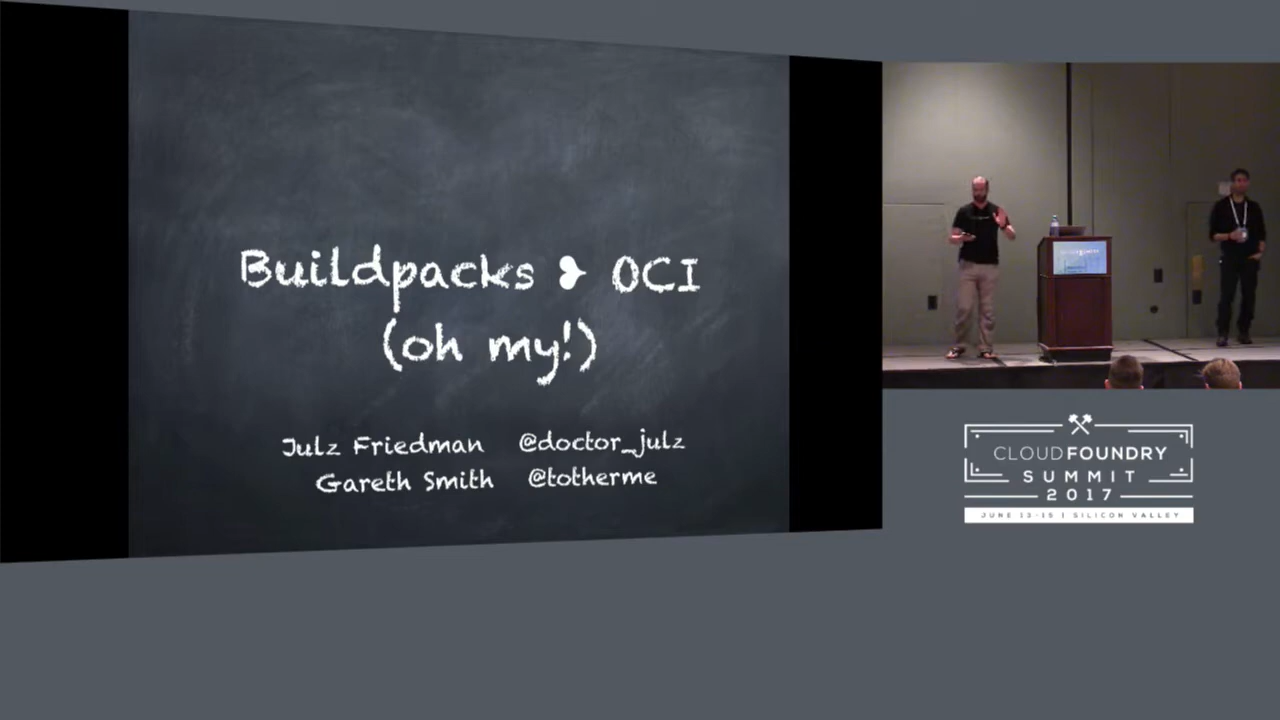 Buildpacks ❥ OCI
(oh my!)
Julz Friedman @doctor_julz
Gareth Smith @totherme
CLOUDFOUNDRY
SUMMIT
2017
JUNE 13-15 | SILICON VALLEY